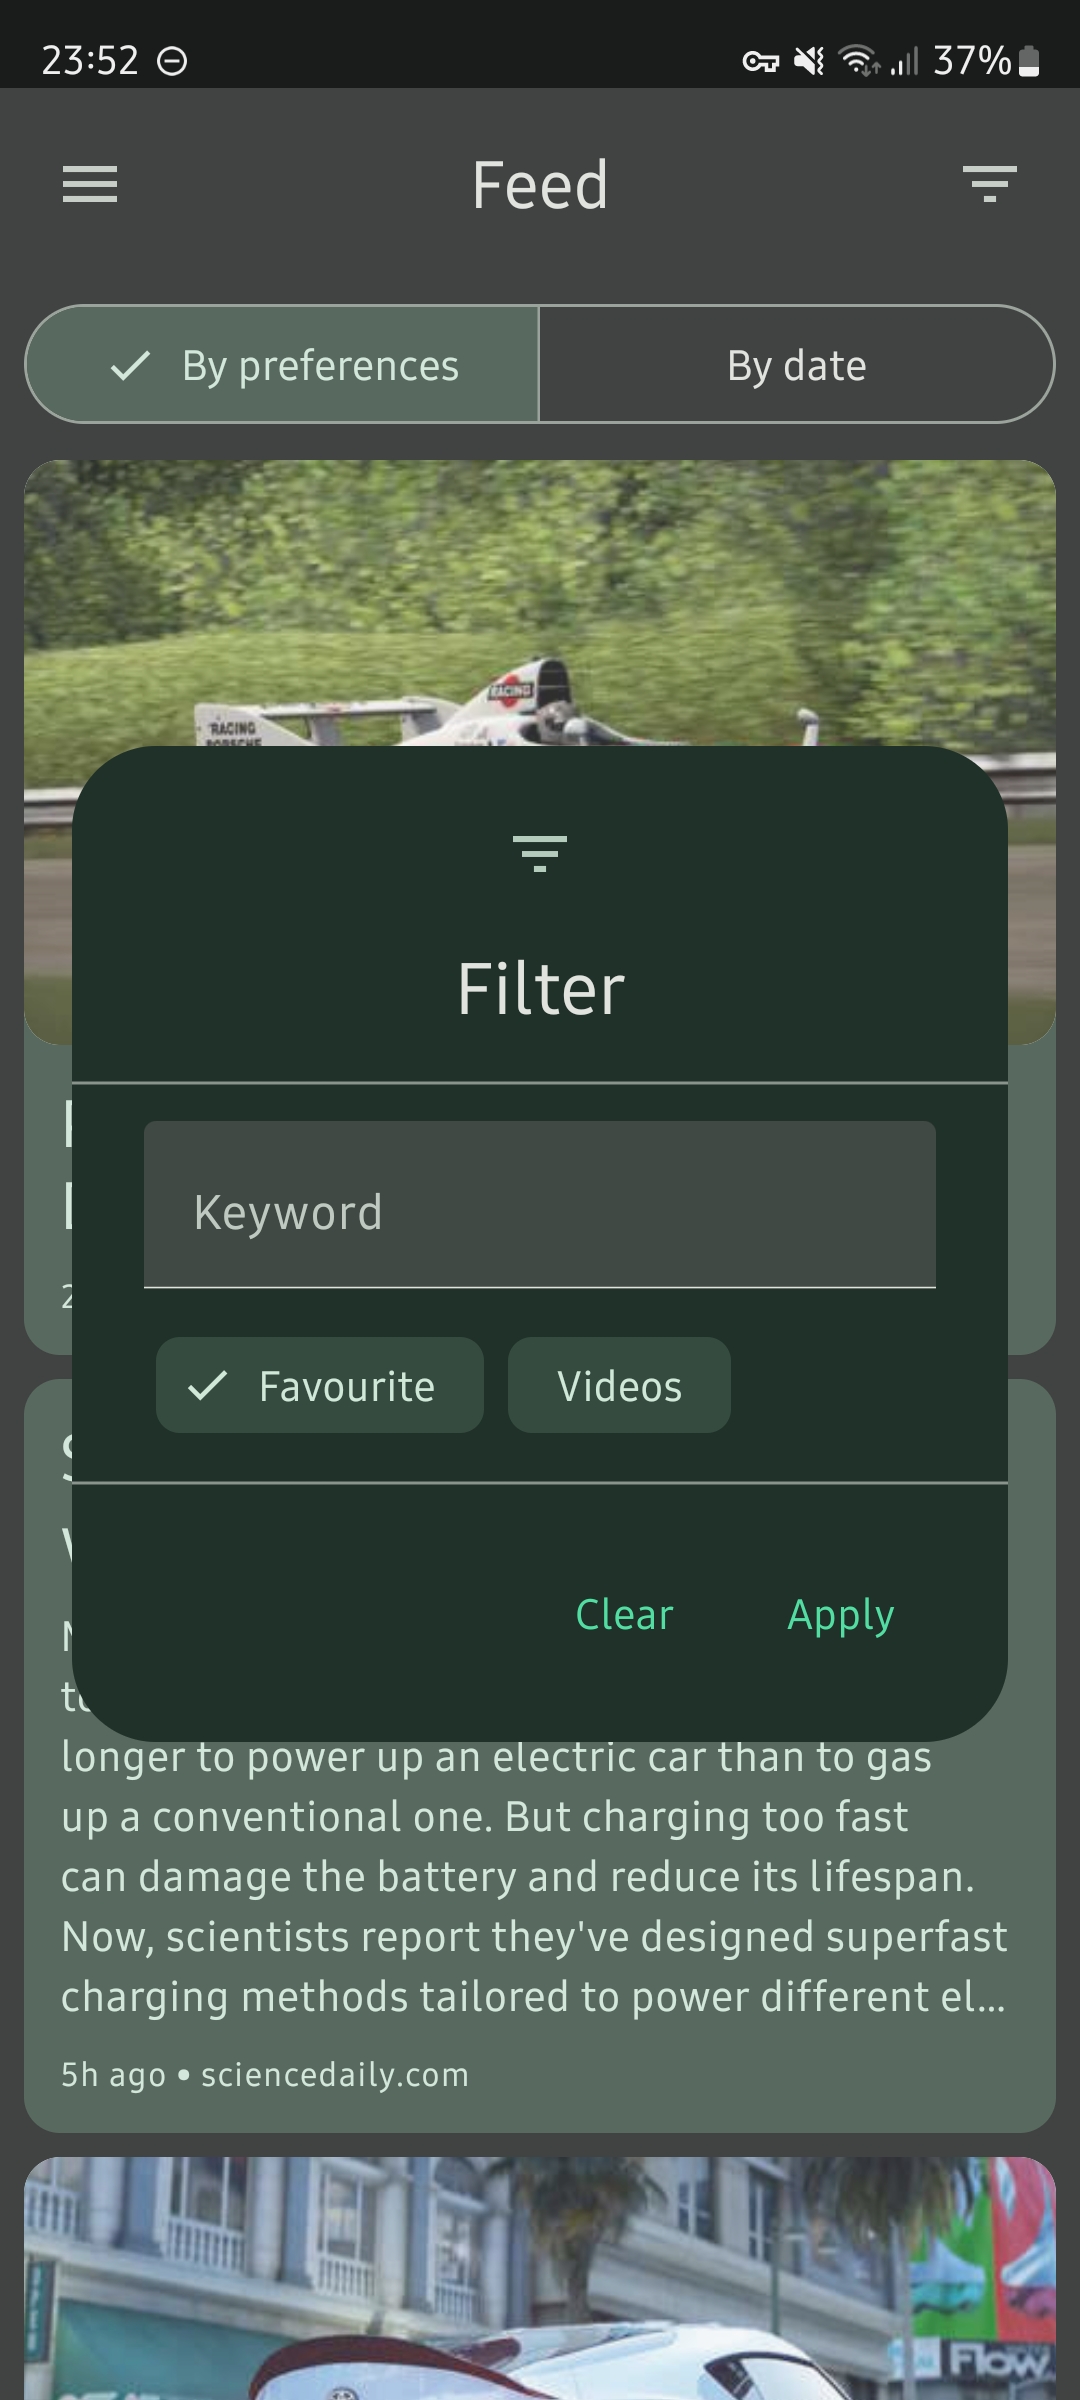 23:52
37%
Feed
By preferences
By date
RACING
RACING
PORSCHE
Filter
Keyword
Favourite
Videos
Clear
Apply
longer to power up an electric car than to gas
up a conventional one. But charging too fast
can damage the battery and reduce its lifespan.
Now, scientists report they've designed superfast
charging methods tailored to power different el...
5h ago • sciencedaily.com
Flow